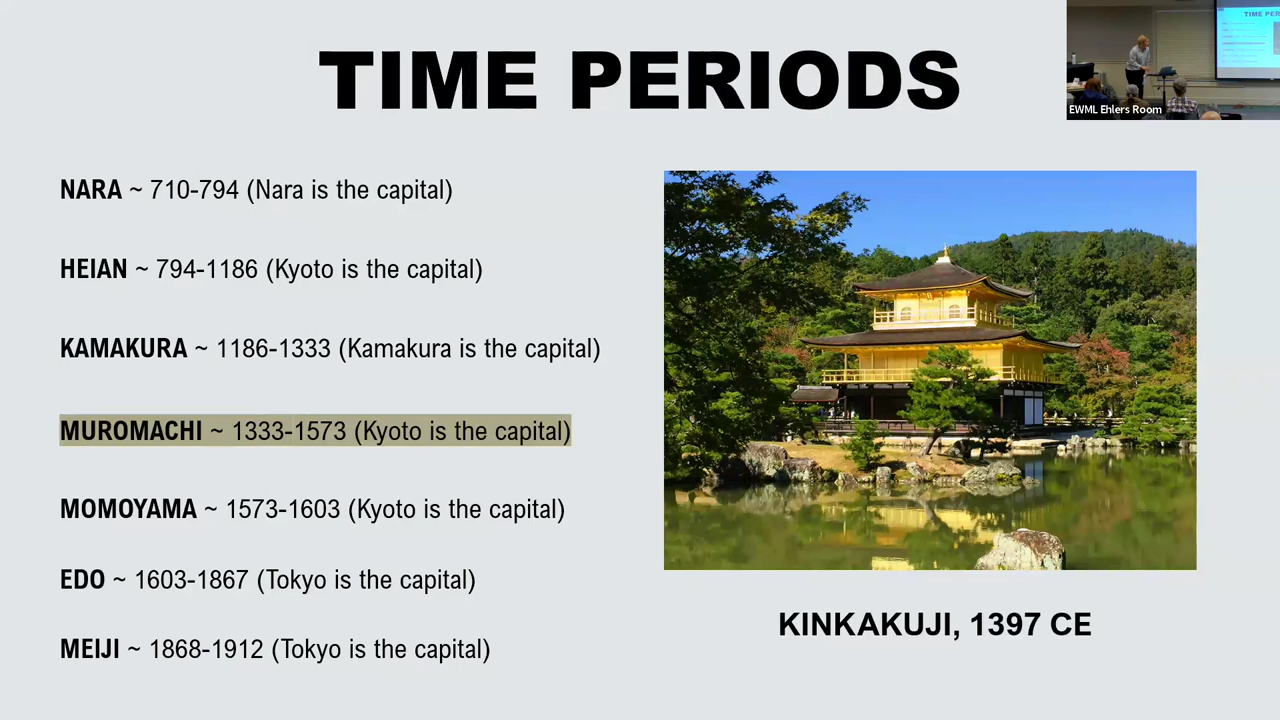 TIME PERIODS
NARA ~ 710-794 (Nara is the capital)
HEIAN ~ 794-1186 (Kyoto is the capital)
KAMAKURA ~ 1186-1333 (Kamakura is the capital)
MUROMACHI ~ 1333-1573 (Kyoto is the capital)
MOMOYAMA ~ 1573-1603 (Kyoto is the capital)
EDO ~ 1603-1867 (Tokyo is the capital)
MEIJI ~ 1868-1912 (Tokyo is the capital)
KINKAKUJI, 1397 CE
TIME PER
EWML Ehlers Room